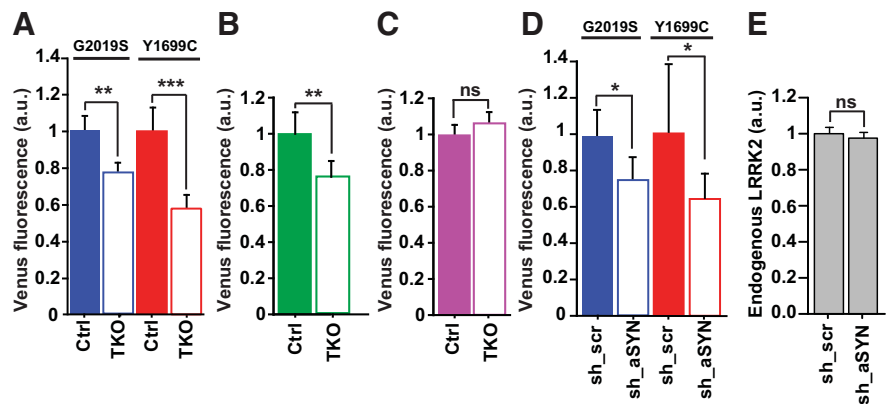 A
G2019S
Y1699C
Venus fluorescence (a.u.)
1.4
1.2
1
0.8
0.6
0.4
0.2
0
**
***
Ctrl
TKO
Ctrl
TKO
B
Venus fluorescence (a.u.)
1.2
1
0.8
0.6
0.4
0.2
0
**
Ctrl
TKO
C
Venus fluorescence (a.u.)
1.2
1
0.8
0.6
0.4
0.2
0
ns
Ctrl
TKO
D
G2019S
Y1699C
Venus fluorescence (a.u.)
1.4
1.2
1
0.8
0.6
0.4
0.2
0
*
*
sh_scr
sh_aSYN
sh_scr
sh_aSYN
E
Endogenous LRRK2 (a.u.)
1.2
1.0
0.8
0.6
0.4
0.2
0.0
ns
sh_scr
sh_aSYN